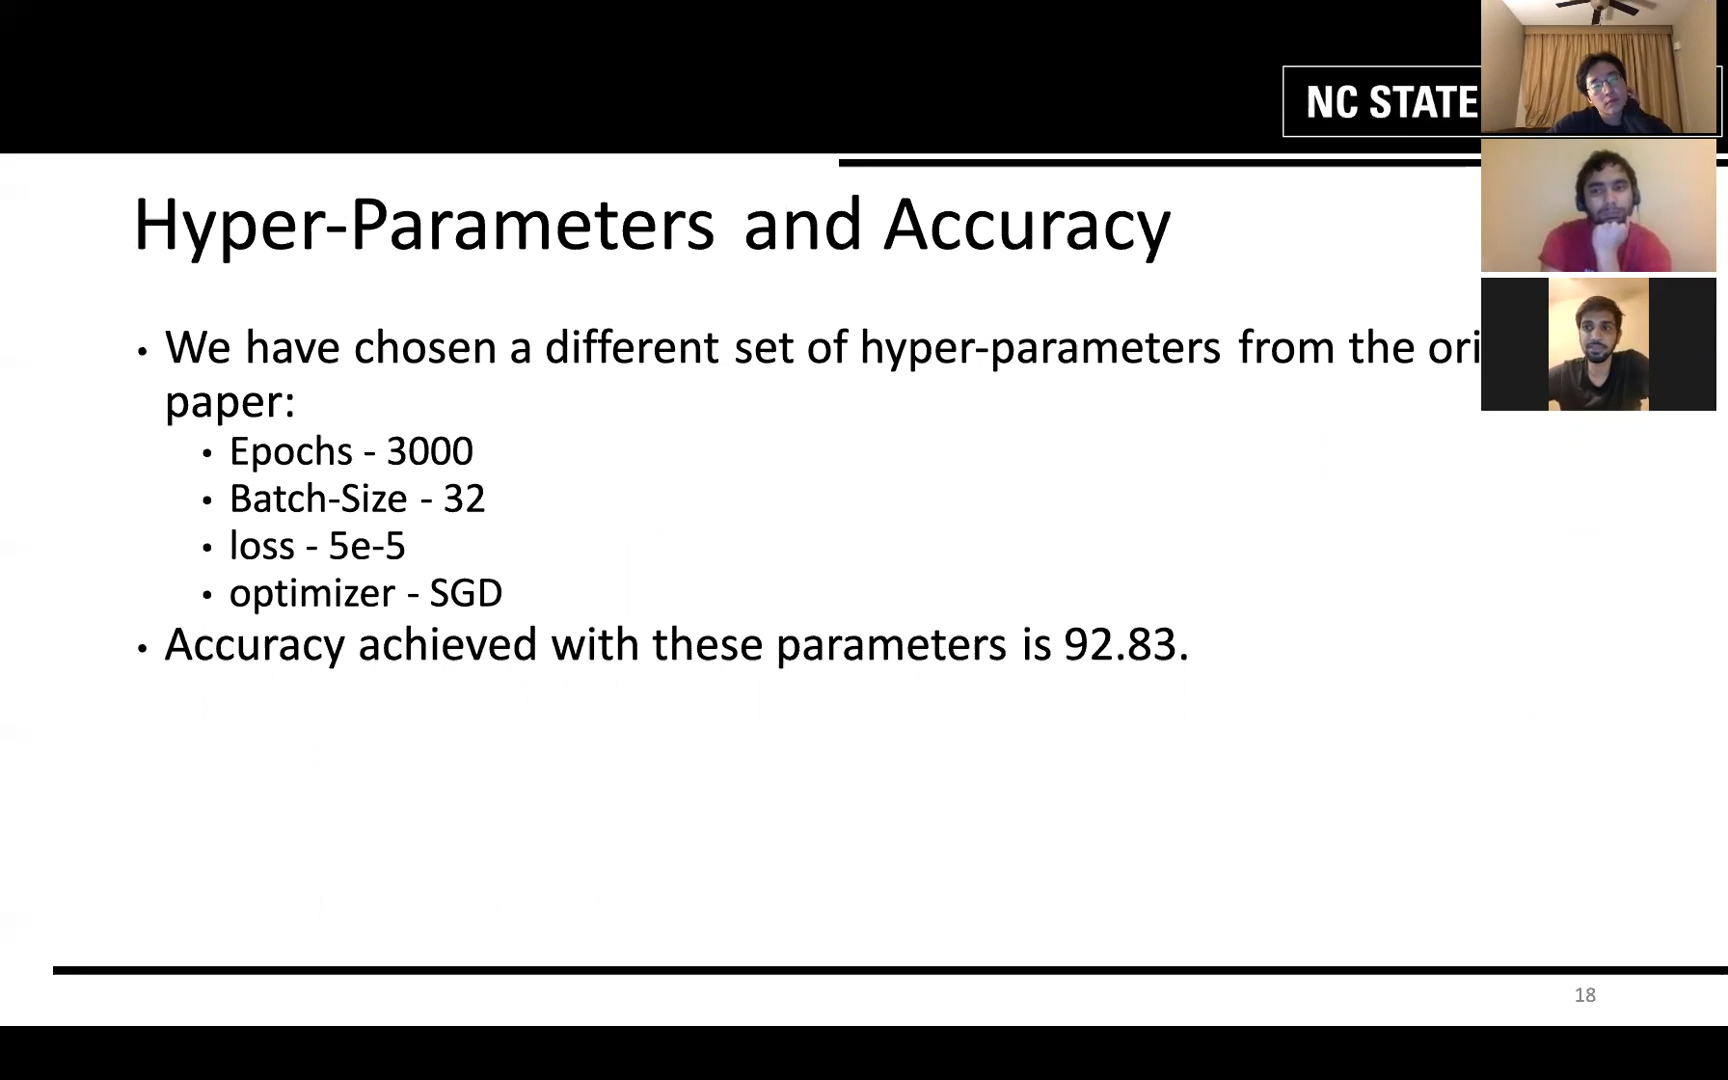 NC STATE
Hyper-Parameters and Accuracy
• We have chosen a different set of hyper-parameters from the
paper:
• Epochs - 3000
• Batch-Size - 32
• loss - 5e-5
• optimizer - SGD
• Accuracy achieved with these parameters is 92.83.
18